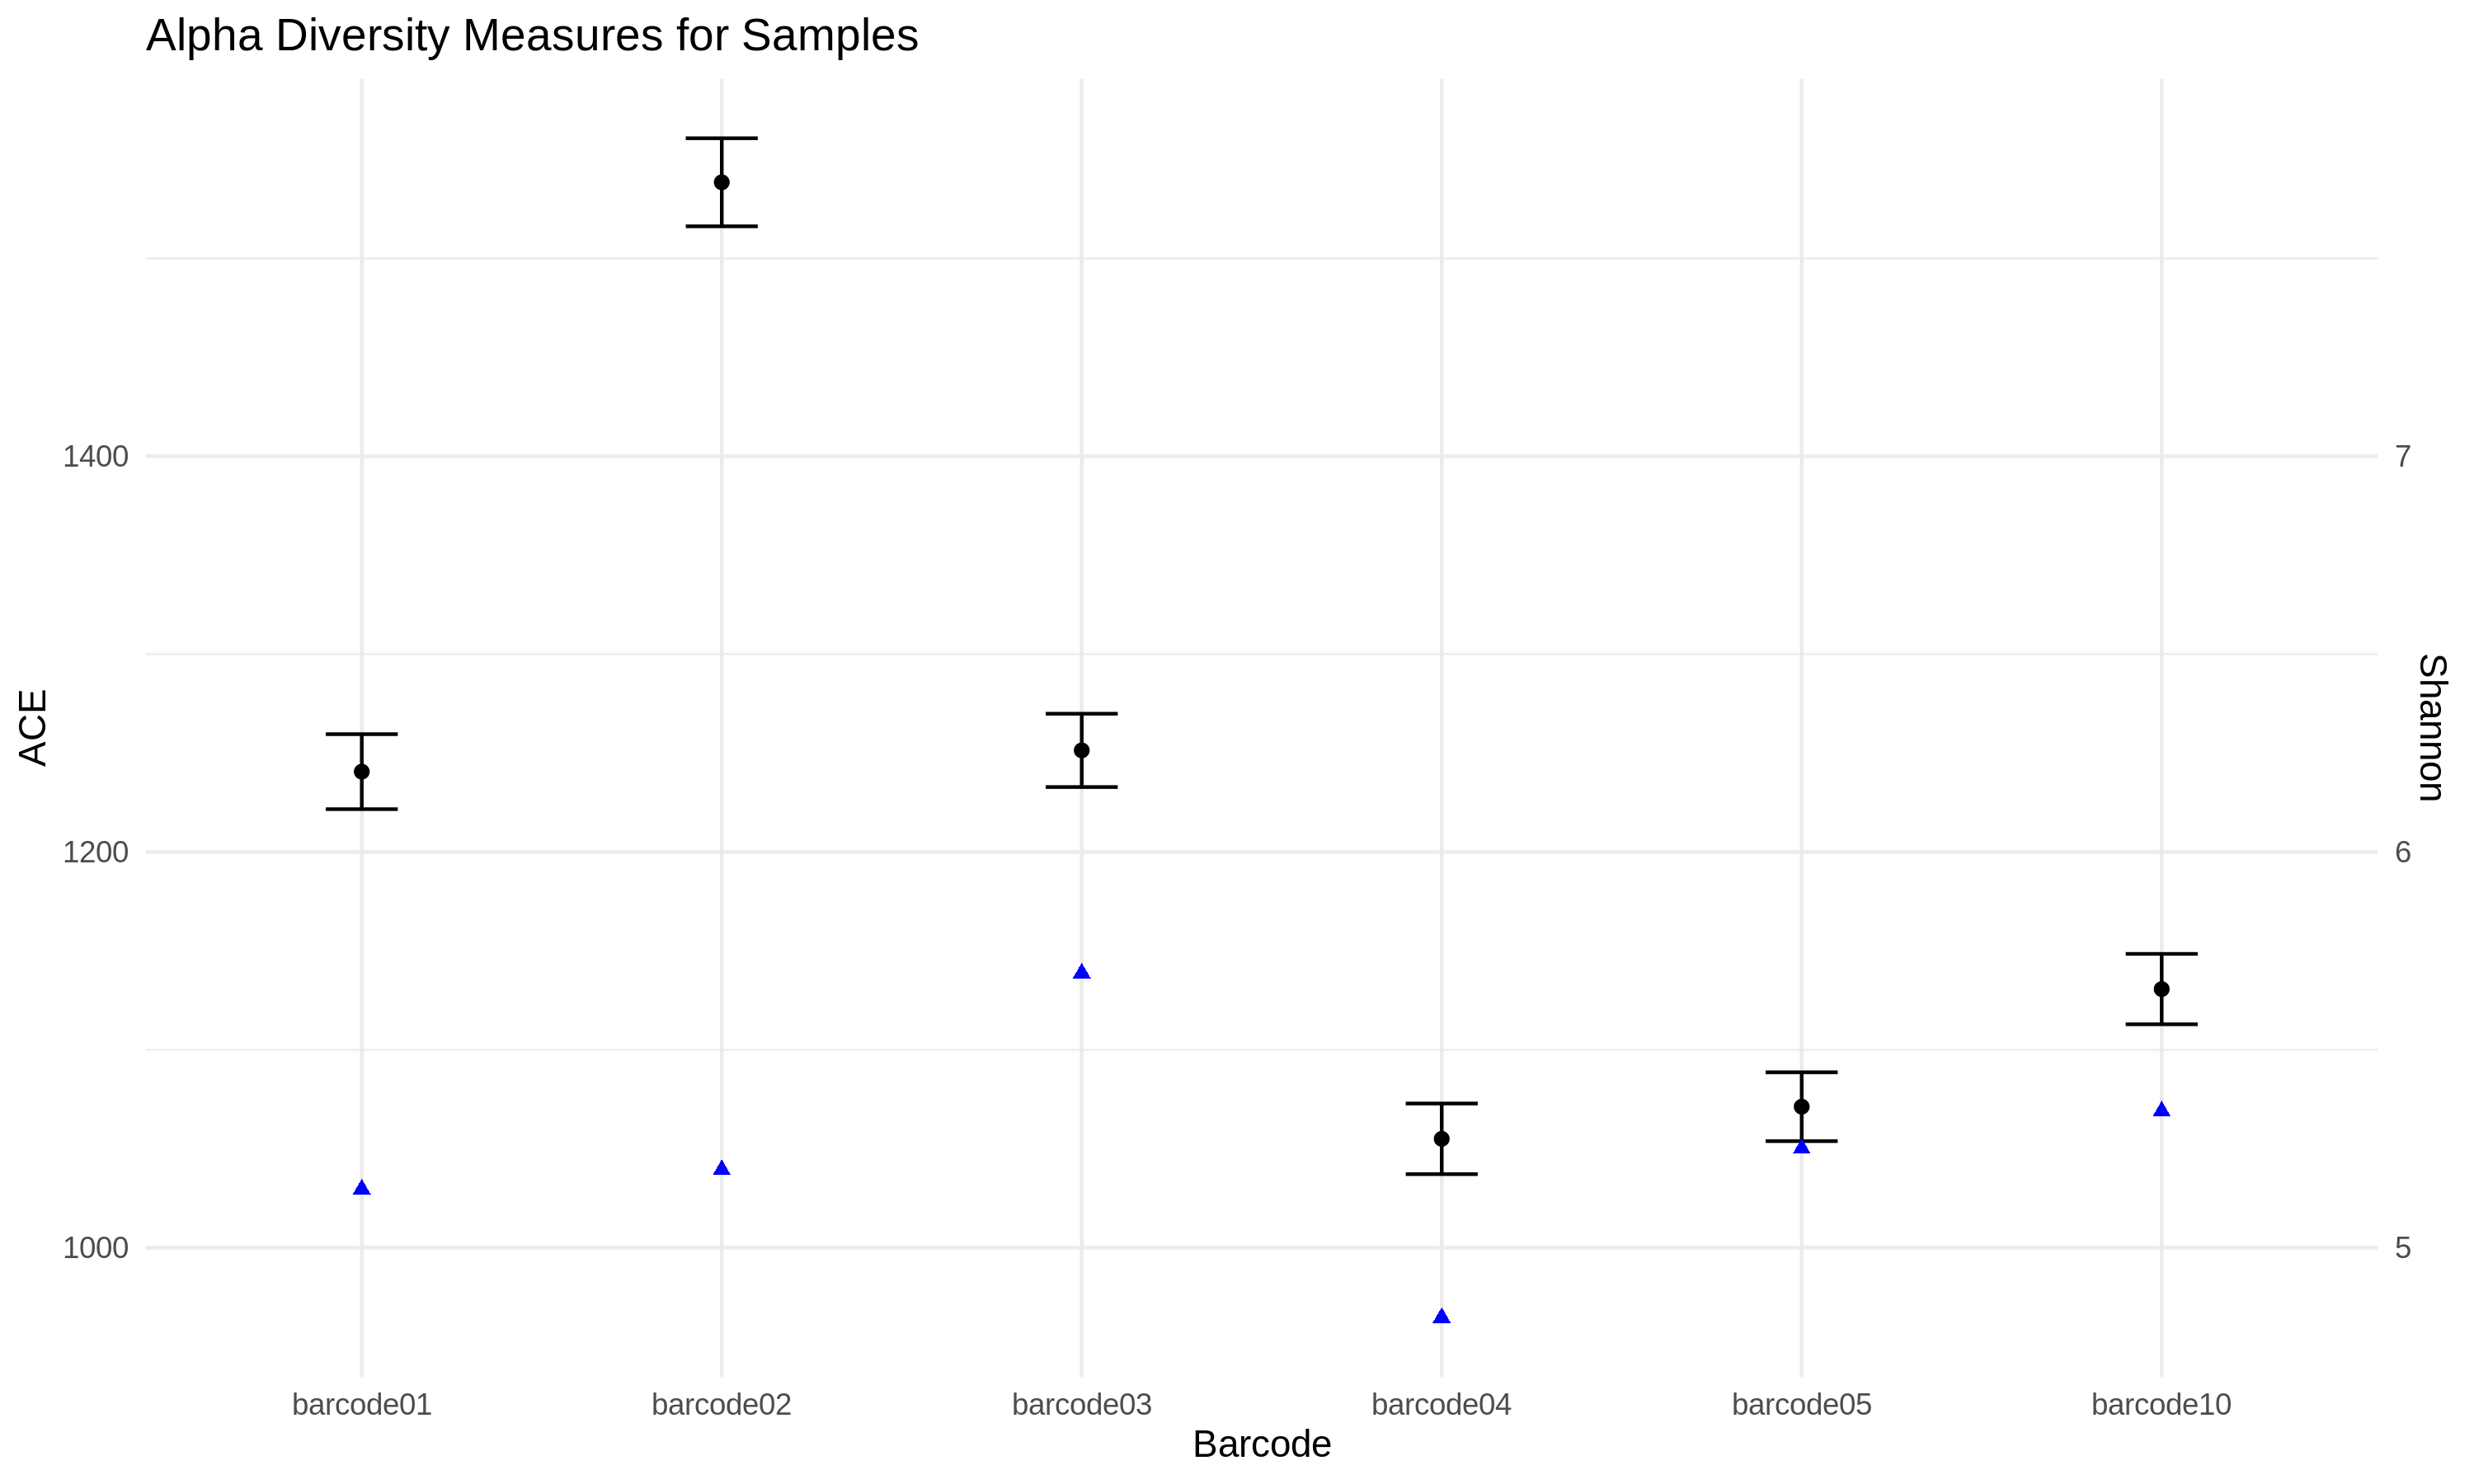 Alpha Diversity Measures for Samples
1400
1200
1000
ACE
7
6
5
Shannon
barcode01
barcode02
barcode03
barcode04
barcode05
barcode10
Barcode